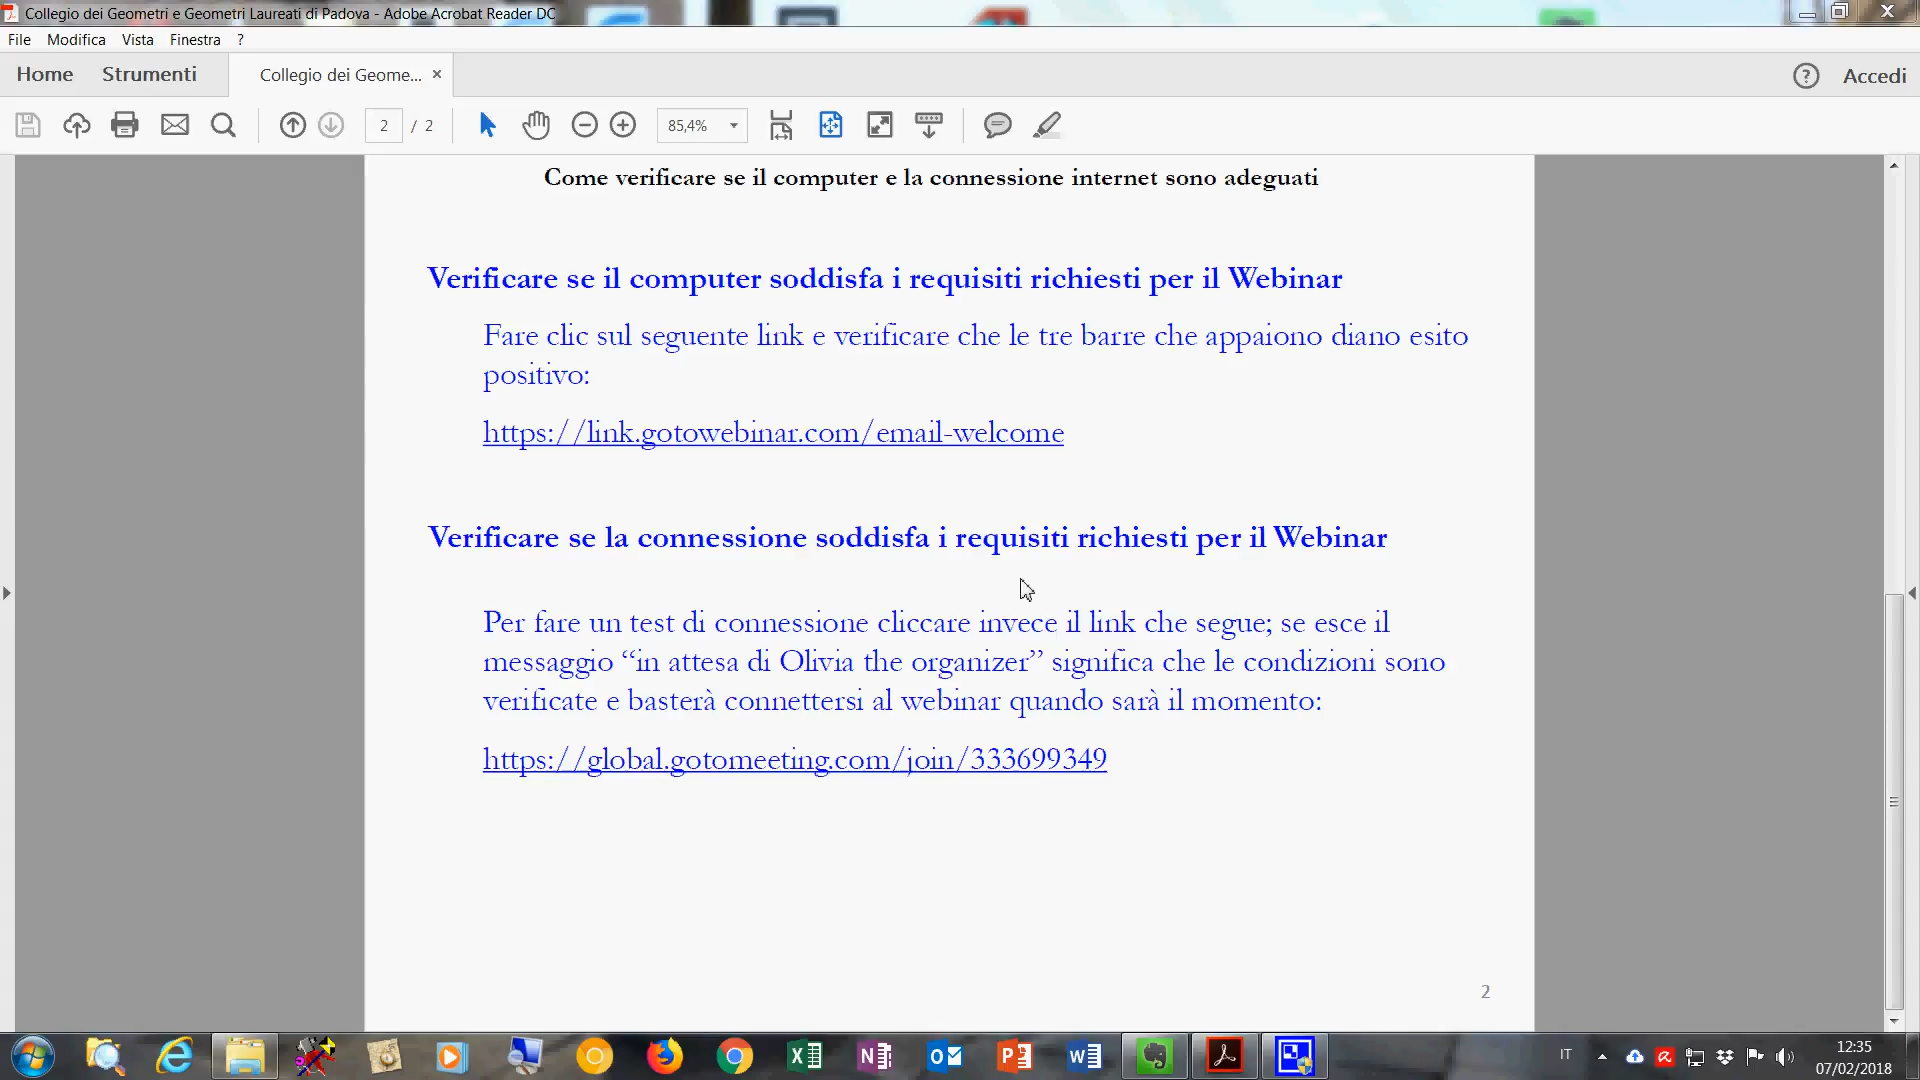 Collegio dei Geometri e Geometri Laureati di Padova - Adobe Acrobat Reader DC
File Modifica Vista Finestra ?
Home Strumenti Collegio dei Geome... × ? Accedi
2 / 2 85,4%
Come verificare se il computer e la connessione internet sono adeguati
Verificare se il computer soddisfa i requisiti richiesti per il Webinar
Fare clic sul seguente link e verificare che le tre barre che appaiono diano esito
positivo:
https://link.gotowebinar.com/email-welcome
Verificare se la connessione soddisfa i requisiti richiesti per il Webinar
Per fare un test di connessione cliccare invece il link che segue; se esce il
messaggio “in attesa di Olivia the organizer” significa che le condizioni sono
verificate e basterà connettersi al webinar quando sarà il momento:
https://global.gotomeeting.com/join/333699349
2
IT 12:35
07/02/2018